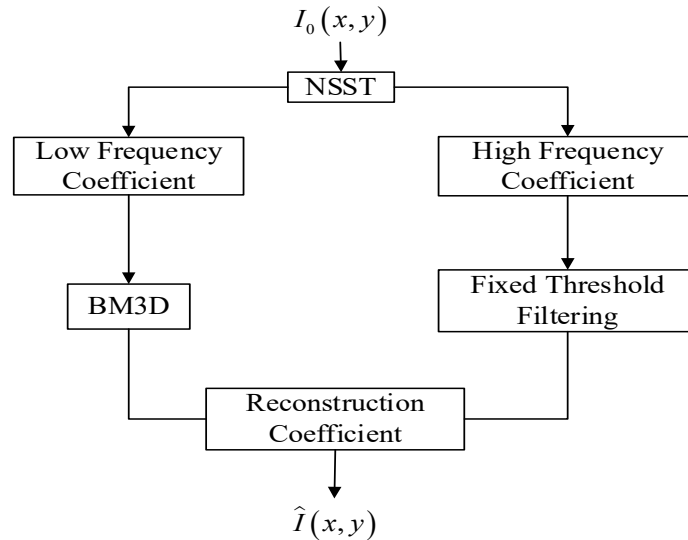 I₀(x, y)
NSST
Low Frequency
Coefficient
High Frequency
Coefficient
BM3D
Fixed Threshold
Filtering
Reconstruction
Coefficient
Î(x, y)